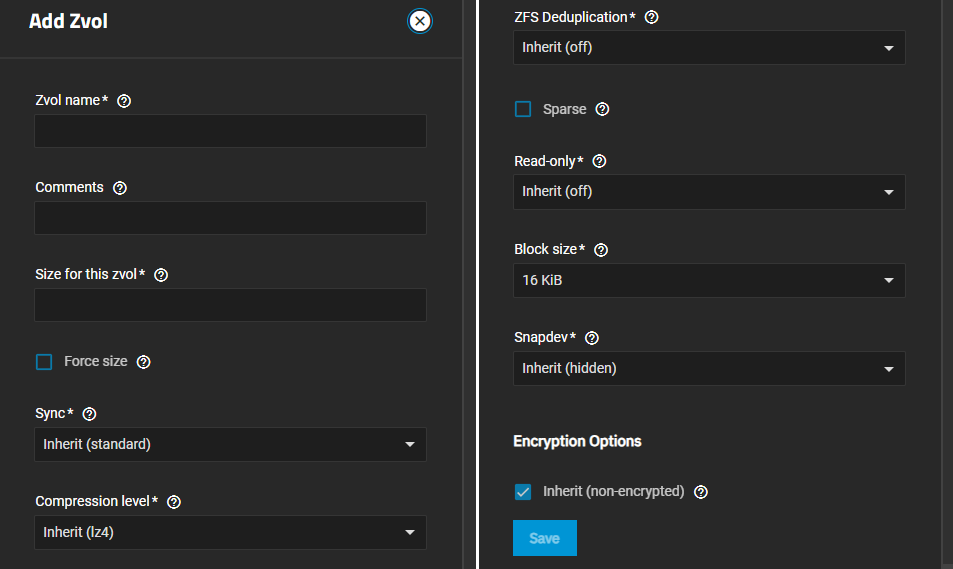 Add Zvol
Zvol name*
Comments
Size for this zvol*
Force size
Sync*
Inherit (standard)
Compression level*
Inherit (lz4)
ZFS Deduplication*
Inherit (off)
Sparse
Read-only*
Inherit (off)
Block size*
16 KiB
Snapdev*
Inherit (hidden)
Encryption Options
Inherit (non-encrypted)
Save